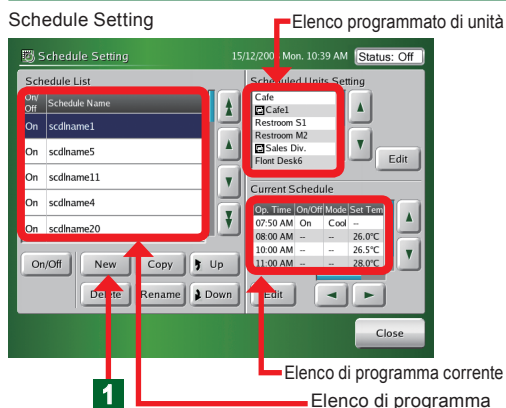 Schedule Setting
Elenco programmato di unità
Schedule Setting
15/12/200 Mon. 10:39 AM
Status: Off
Schedule List
Scheduled Units Setting
On/Off Schedule Name
On scdlname1
On scdlname5
On scdlname11
On scdlname4
On scdlname20
Cafe
Cafe1
Restroom S1
Restroom M2
Sales Div.
Flont Desk6
Edit
Current Schedule
Op. Time On/Off Mode Set Tem
07:50 AM On Cool --
08:00 AM -- -- 26.0°C
10:00 AM -- -- 26.5°C
11:00 AM -- -- 28.0°C
On/Off New Copy Up
Delete Rename Down
Edit
Close
Elenco di programma corrente
1
Elenco di programma